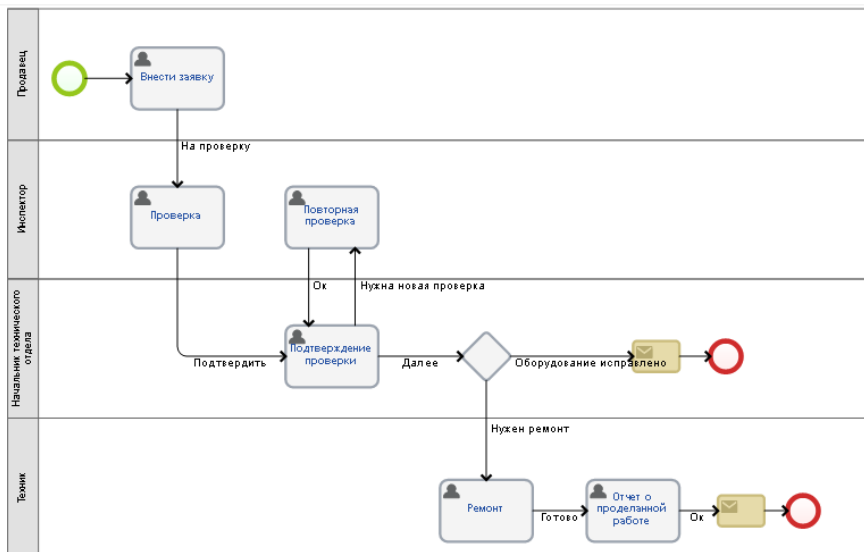 Продавец
Внести заявку
На проверку
Инспектор
Проверка
Повторная
проверка
Ок
Нужна новая проверка
Начальник технического
отдела
Подтвердить
Подтверждение
проверки
Далее
Оборудование исправлено
Нужен ремонт
Техник
Ремонт
Готово
Отчет о
проделанной
работе
Ок